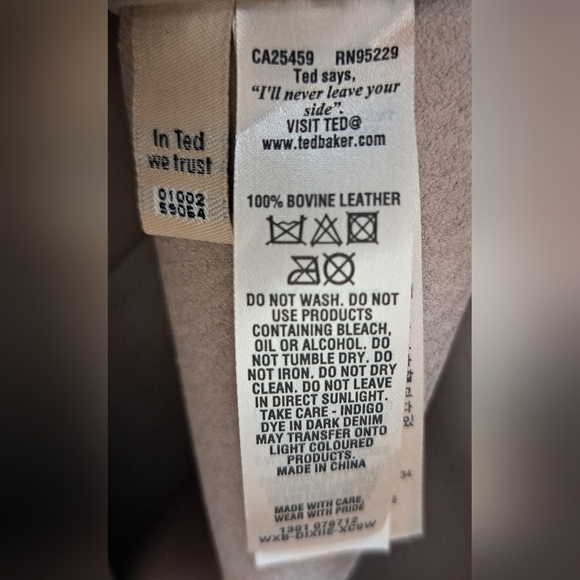 In Ted
we trust
CA25459 RN95229
Ted says,
"I'll never leave your
side".
VISIT TED@
www.tedbaker.com
100% BOVINE LEATHER
DO NOT WASH. DO NOT
USE PRODUCTS
CONTAINING BLEACH,
OIL OR ALCOHOL. DO
NOT TUMBLE DRY. DO
NOT IRON. DO NOT DRY
CLEAN. DO NOT LEAVE
IN DIRECT SUNLIGHT.
TAKE CARE - INDIGO
DYE IN DARK DENIM
MAY TRANSFER ONTO
LIGHT COLOURED
PRODUCTS.
MADE IN CHINA
MADE WITH CARE,
WEAR WITH PRIDE
34